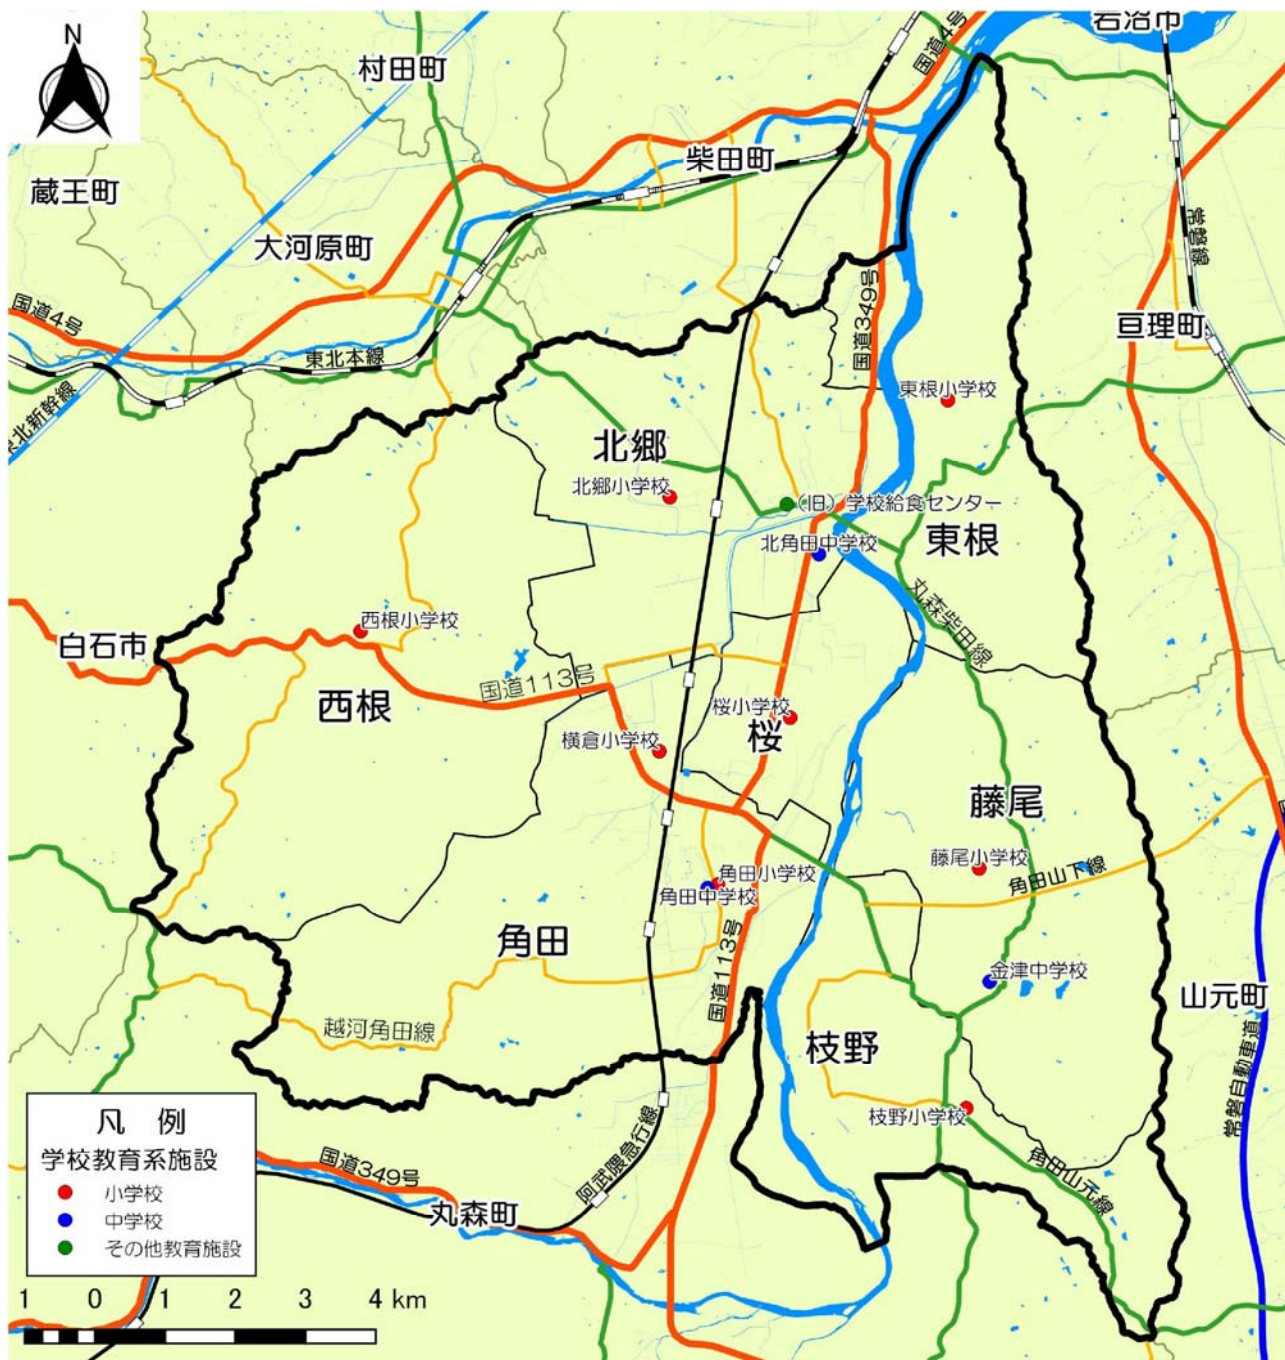 N
岩沼市
国道4号
村田町
柴田町
蔵王町
大河原町
常磐線
国道4号
国道349号
亘理町
東北本線
東北新幹線
東根小学校
北郷
北郷小学校
(旧)学校給食センター
北角田中学校
東根
丸森柴田線
西根小学校
白石市
国道113号
西根
桜小学校
桜
横倉小学校
藤尾
藤尾小学校
角田山下線
角田小学校
角田中学校
角田
国道113号
金津中学校
山元町
越河角田線
枝野
常磐自動車道
枝野小学校
角田山元線
阿武隈急行線
国道349号
丸森町
凡 例
学校教育系施設
小学校
中学校
その他教育施設
1 0 1 2 3 4 km